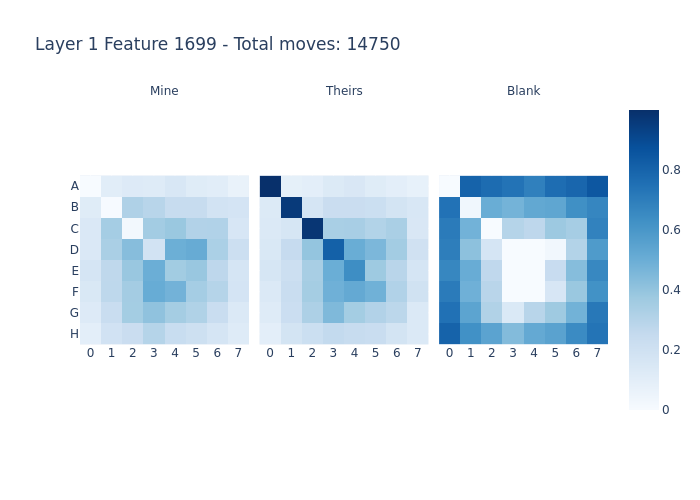 Layer 1 Feature 1699 - Total moves: 14750
Mine Theirs Blank
A
B
C
D
E
F
G
H
0 1 2 3 4 5 6 7 0 1 2 3 4 5 6 7 0 1 2 3 4 5 6 7
0.8
0.6
0.4
0.2
0